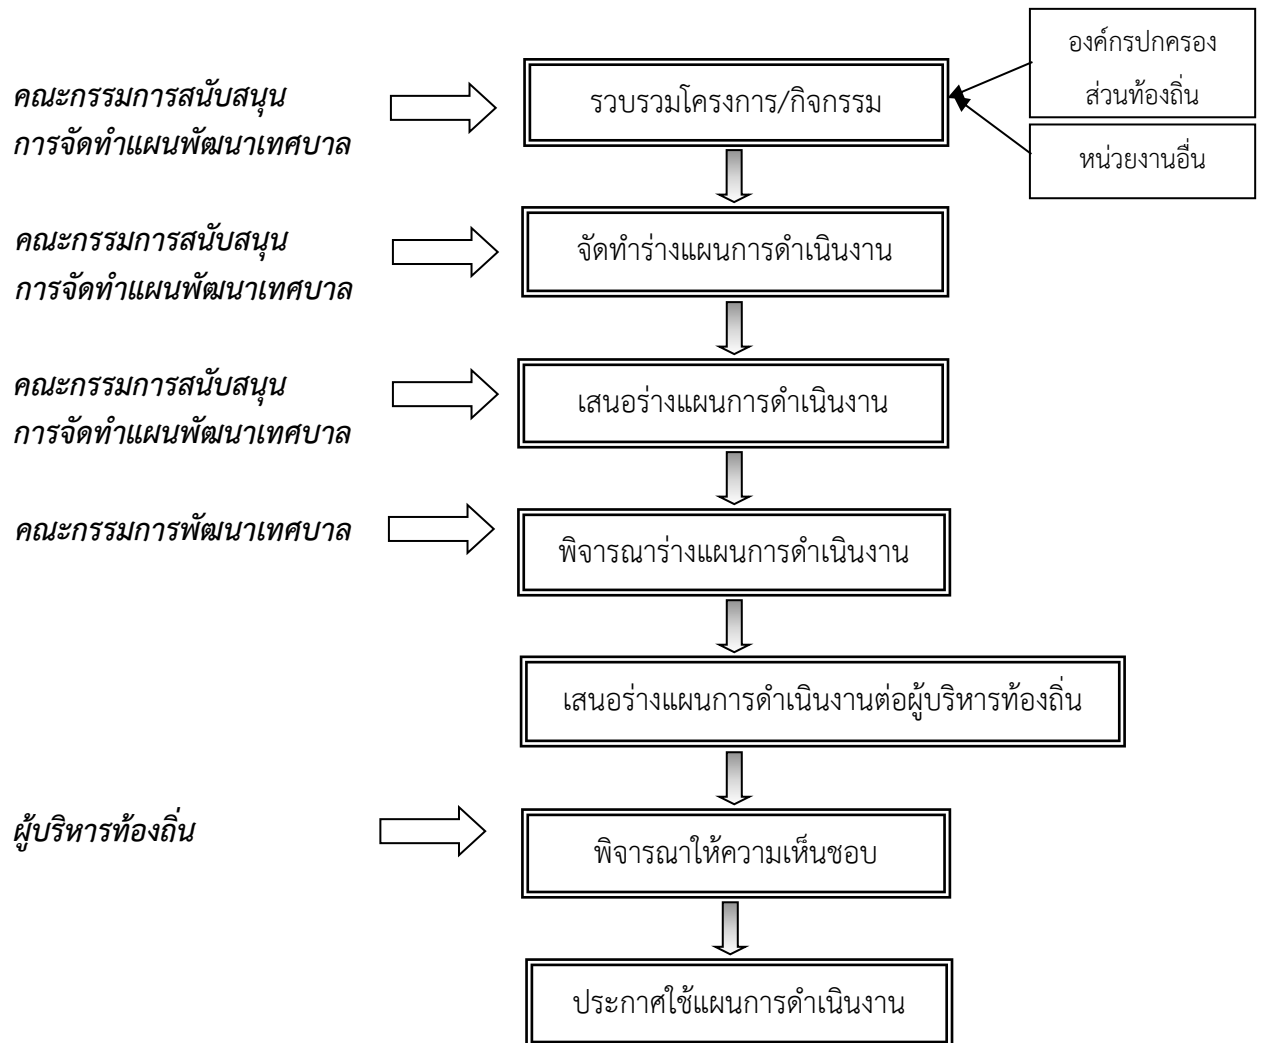 องค์กรปกครอง
ส่วนท้องถิ่น
หน่วยงานอื่น
คณะกรรมการสนับสนุน
การจัดทำแผนพัฒนาเทศบาล
รวบรวมโครงการ/กิจกรรม
คณะกรรมการสนับสนุน
การจัดทำแผนพัฒนาเทศบาล
จัดทำร่างแผนการดำเนินงาน
คณะกรรมการสนับสนุน
การจัดทำแผนพัฒนาเทศบาล
เสนอร่างแผนการดำเนินงาน
คณะกรรมการพัฒนาเทศบาล
พิจารณาร่างแผนการดำเนินงาน
เสนอร่างแผนการดำเนินงานต่อผู้บริหารท้องถิ่น
ผู้บริหารท้องถิ่น
พิจารณาให้ความเห็นชอบ
ประกาศใช้แผนการดำเนินงาน